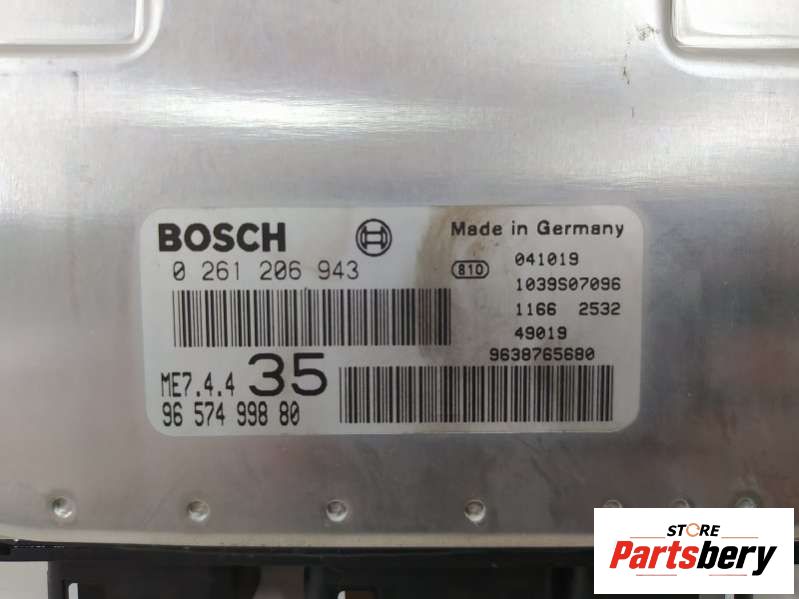 BOSCH
0 261 206 943
ME7.4.4 35
96 574 998 80
Made in Germany
810
041019
1039S07096
1166 2532
49019
9638765680
STORE
Partsbery